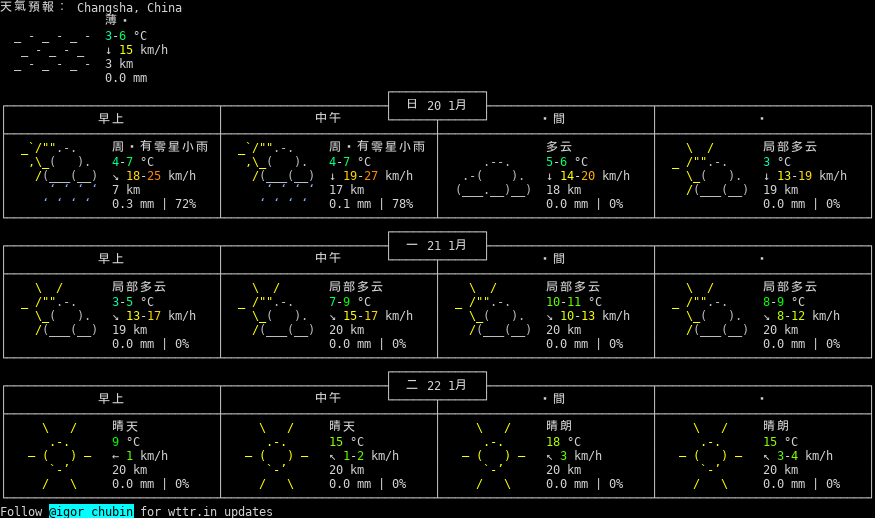 天氣預報： Changsha, China
薄・
3-6 °C
↓ 15 km/h
3 km
0.0 mm
日 20 1月
早上 中午 ・間 ・
周・有零星小雨 周・有零星小雨 多云 局部多云
4-7 °C 4-7 °C 5-6 °C 3 °C
↘ 18-25 km/h ↓ 19-27 km/h ↓ 14-20 km/h ↓ 13-19 km/h
7 km 17 km 18 km 19 km
0.3 mm | 72% 0.1 mm | 78% 0.0 mm | 0% 0.0 mm | 0%
一 21 1月
早上 中午 ・間 ・
局部多云 局部多云 局部多云 局部多云
3-5 °C 7-9 °C 10-11 °C 8-9 °C
↘ 13-17 km/h ↘ 15-17 km/h ↘ 10-13 km/h ↘ 8-12 km/h
19 km 20 km 20 km 20 km
0.0 mm | 0% 0.0 mm | 0% 0.0 mm | 0% 0.0 mm | 0%
二 22 1月
早上 中午 ・間 ・
晴天 晴天 晴朗 晴朗
9 °C 15 °C 18 °C 15 °C
← 1 km/h ↖ 1-2 km/h ↖ 3 km/h ↖ 3-4 km/h
20 km 20 km 20 km 20 km
0.0 mm | 0% 0.0 mm | 0% 0.0 mm | 0% 0.0 mm | 0%
Follow @igor_chubin for wttr.in updates